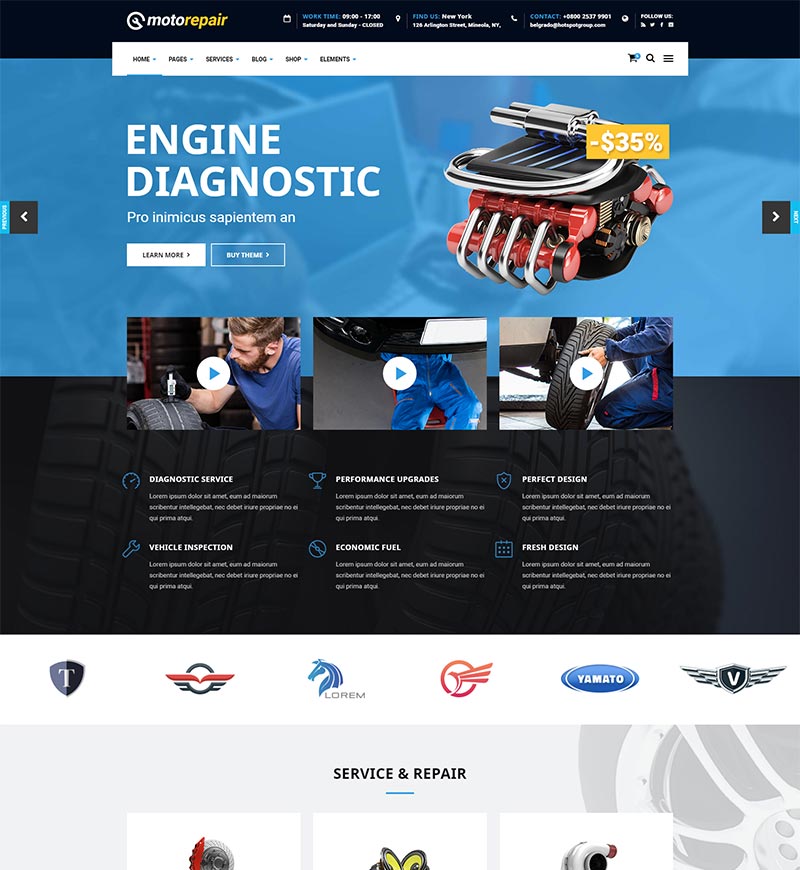 motorepair
WORK TIME: 09:00 - 17:00
Saturday and Sunday - CLOSED
FIND US: New York
126 Arlington Street, Mineola, NY,
CONTACT: +0800 2537 9901
belgrado@hotspotgroup.com
FOLLOW US:
HOME PAGES SERVICES BLOG SHOP ELEMENTS
ENGINE
DIAGNOSTIC
-$35%
Pro inimicus sapientem an
PREVIOUS
NEXT
LEARN MORE
BUY THEME
DIAGNOSTIC SERVICE
Lorem ipsum dolor sit amet, eum ad maiorum
scribentur intellegebat, nec debet iriure propriae no ei
qui prima atqui.
PERFORMANCE UPGRADES
Lorem ipsum dolor sit amet, eum ad maiorum
scribentur intellegebat, nec debet iriure propriae no ei
qui prima atqui.
PERFECT DESIGN
Lorem ipsum dolor sit amet, eum ad maiorum
scribentur intellegebat, nec debet iriure propriae no ei
qui prima atqui.
VEHICLE INSPECTION
Lorem ipsum dolor sit amet, eum ad maiorum
scribentur intellegebat, nec debet iriure propriae no ei
qui prima atqui.
ECONOMIC FUEL
Lorem ipsum dolor sit amet, eum ad maiorum
scribentur intellegebat, nec debet iriure propriae no ei
qui prima atqui.
FRESH DESIGN
Lorem ipsum dolor sit amet, eum ad maiorum
scribentur intellegebat, nec debet iriure propriae no ei
qui prima atqui.
T
LOREM
YAMATO
V
SERVICE & REPAIR